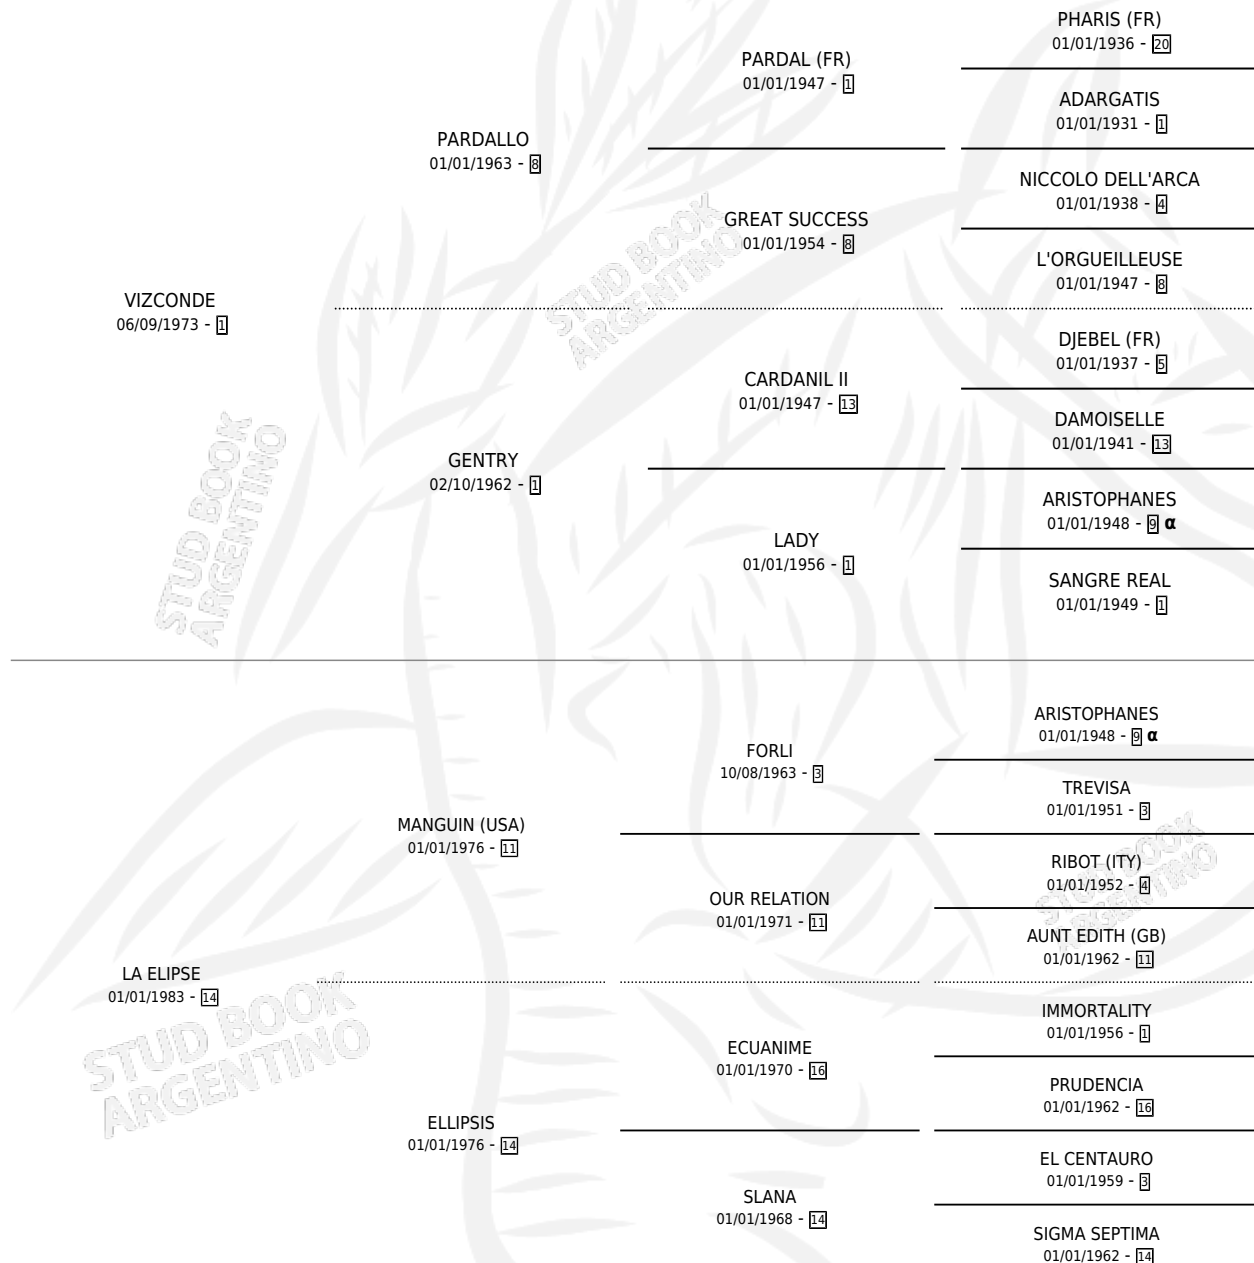 PHARIS (FR)
01/01/1936 - 20
PARDAL (FR)
01/01/1947 - 1
ADARGATIS
01/01/1931 - 1
PARDALLO
01/01/1963 - 8
NICCOLO DELL'ARCA
01/01/1938 - 4
GREAT SUCCESS
01/01/1954 - 8
L'ORGUEILLEUSE
01/01/1947 - 8
VIZCONDE
06/09/1973 - 1
STUD BOOK
ARGENTINO
DJEBEL (FR)
01/01/1937 - 5
CARDANIL II
01/01/1947 - 13
DAMOISELLE
01/01/1941 - 13
GENTRY
02/10/1962 - 1
STUD BOOK
ARGENTINO
ARISTOPHANES
01/01/1948 - 9 α
LADY
01/01/1956 - 1
SANGRE REAL
01/01/1949 - 1
ARISTOPHANES
01/01/1948 - 9 α
FORLI
10/08/1963 - 3
TREVISA
01/01/1951 - 3
MANGUIN (USA)
01/01/1976 - 11
RIBOT (ITY)
01/01/1952 - 4
STUD BOOK
ARGENTINO
OUR RELATION
01/01/1971 - 11
AUNT EDITH (GB)
01/01/1962 - 11
LA ELIPSE
01/01/1983 - 14
STUD BOOK
ARGENTINO
IMMORTALITY
01/01/1956 - 1
ECUANIME
01/01/1970 - 16
PRUDENCIA
01/01/1962 - 16
ELLIPSIS
01/01/1976 - 14
EL CENTAURO
01/01/1959 - 3
SLANA
01/01/1968 - 14
SIGMA SEPTIMA
01/01/1962 - 14